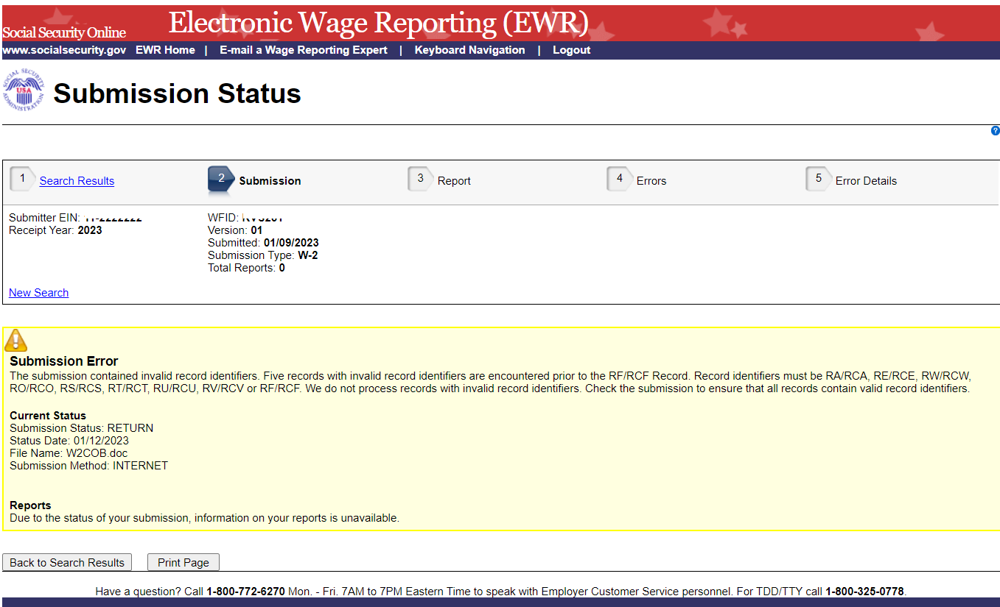 Social Security Online
Electronic Wage Reporting (EWR)
www.socialsecurity.gov EWR Home | E-mail a Wage Reporting Expert | Keyboard Navigation | Logout
SOCIAL SECURITY ADMINISTRATION
USA
Submission Status
?
1 Search Results
2 Submission
3 Report
4 Errors
5 Error Details
Submitter EIN:
Receipt Year: 2023
New Search
WFID:
Version: 01
Submitted: 01/09/2023
Submission Type: W-2
Total Reports: 0
Submission Error
The submission contained invalid record identifiers. Five records with invalid record identifiers are encountered prior to the RF/RCF Record. Record identifiers must be RA/RCA, RE/RCE, RW/RCW,
RO/RCO, RS/RCS, RT/RCT, RU/RCU, RV/RCV or RF/RCF. We do not process records with invalid record identifiers. Check the submission to ensure that all records contain valid record identifiers.
Current Status
Submission Status: RETURN
Status Date: 01/12/2023
File Name: W2COB.doc
Submission Method: INTERNET
Reports
Due to the status of your submission, information on your reports is unavailable.
Back to Search Results
Print Page
Have a question? Call 1-800-772-6270 Mon. - Fri. 7AM to 7PM Eastern Time to speak with Employer Customer Service personnel. For TDD/TTY call 1-800-325-0778.